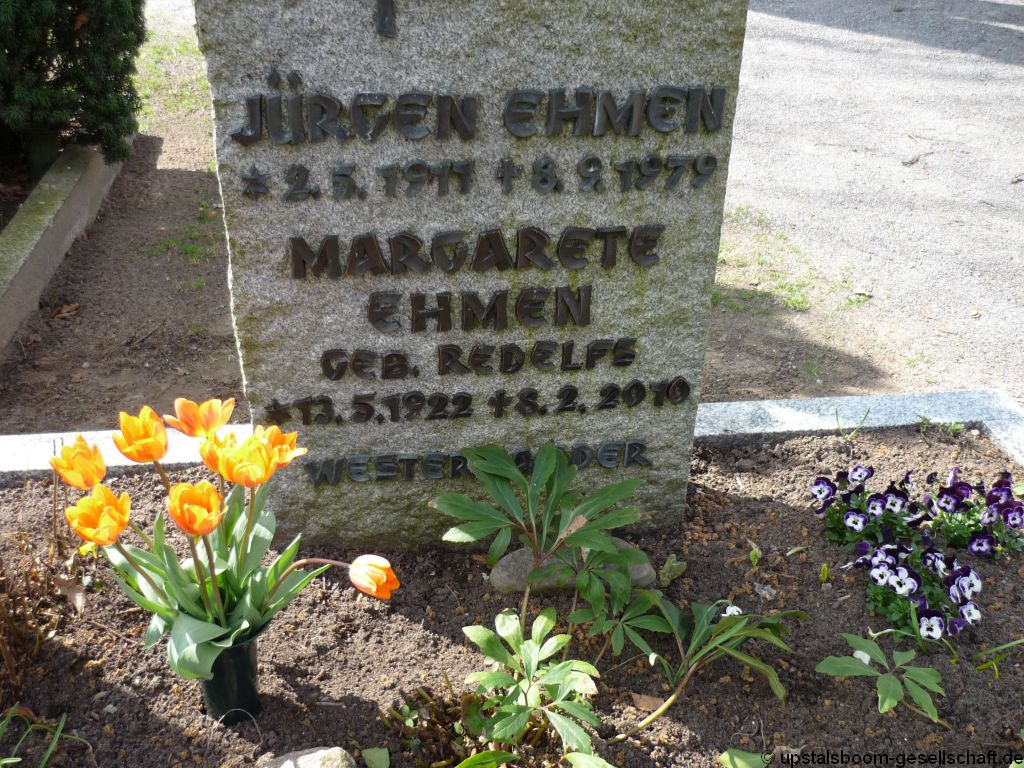 JÜRGEN EHMEN
* 2.5.1911 † 8.9.1979
MARGARETE
EHMEN
GEB. REDELFS
* 13.5.1922 † 8.2.2010
© upstalsboom-gesellschaft.de